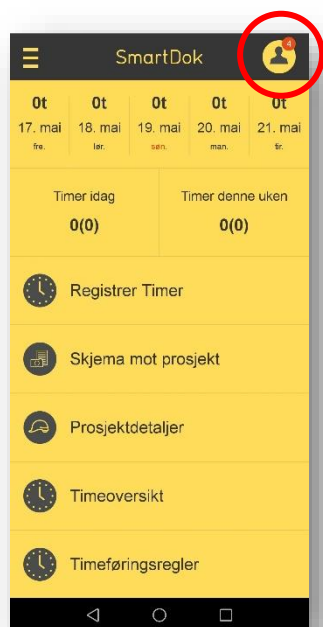 SmartDok
4
0t 0t 0t 0t 0t
17. mai 18. mai 19. mai 20. mai 21. mai
fre. lør. søn. man. tir.
Timer idag Timer denne uken
0(0) 0(0)
Registrer Timer
Skjema mot prosjekt
Prosjektdetaljer
Timeoversikt
Timeføringsregler